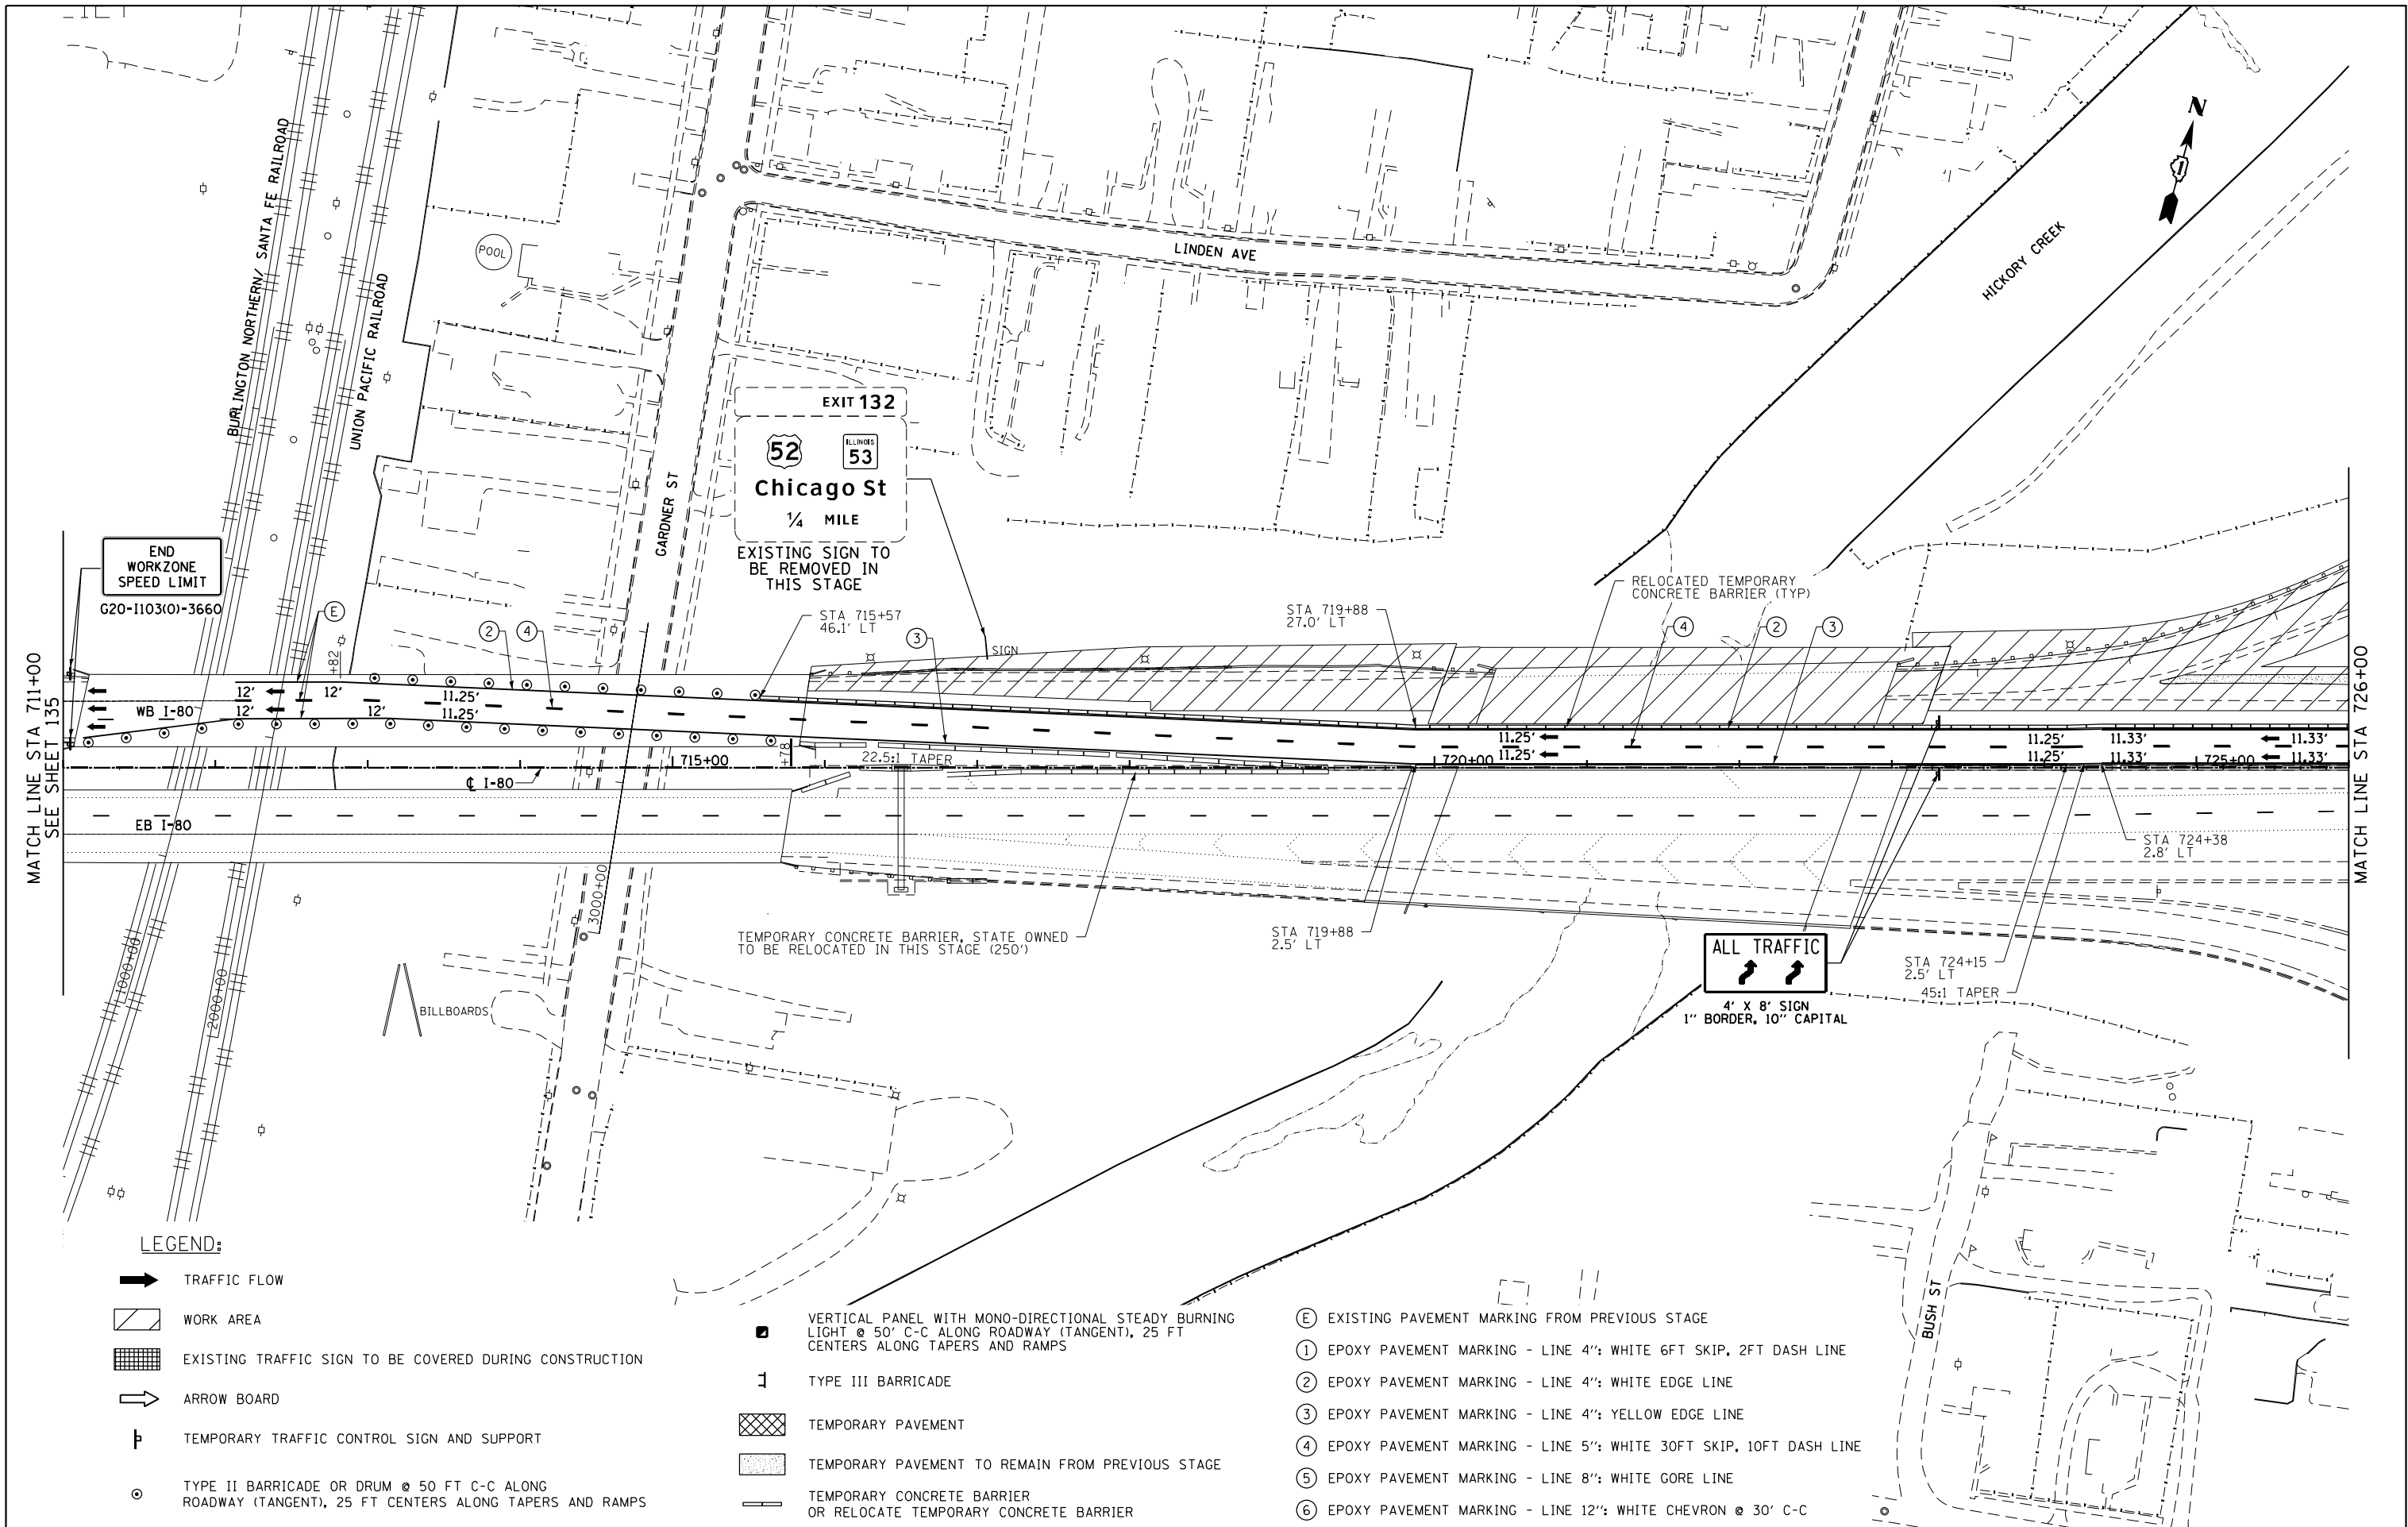 BURLINGTON NORTHERN/ SANTA FE RAILROAD
UNION PACIFIC RAILROAD
POOL
GARDNER ST
LINDEN AVE
HICKORY CREEK
N
1
EXIT 132
52
ILLINOIS
53
Chicago St
1/4 MILE
EXISTING SIGN TO
BE REMOVED IN
THIS STAGE
END
WORKZONE
SPEED LIMIT
G20-I103(0)-3660
E
2
4
STA 715+57
46.1' LT
3
SIGN
STA 719+88
27.0' LT
RELOCATED TEMPORARY
CONCRETE BARRIER (TYP)
4
2
3
MATCH LINE STA 711+00
SEE SHEET 135
MATCH LINE STA 726+00
+82
12'
12'
11.25'
WB I-80
12'
12'
11.25'
+78
11.25'
11.25'
11.25'
11.33'
11.33'
11.25'
11.33'
11.33'
715+00
22.5:1 TAPER
720+00
725+00
℄ I-80
EB I-80
STA 724+38
2.8' LT
3000+00
1000+00
2000+00
TEMPORARY CONCRETE BARRIER, STATE OWNED
TO BE RELOCATED IN THIS STAGE (250')
STA 719+88
2.5' LT
ALL TRAFFIC
4' X 8' SIGN
1" BORDER, 10" CAPITAL
STA 724+15
2.5' LT
45:1 TAPER
BILLBOARDS
BUSH ST
LEGEND:
TRAFFIC FLOW
WORK AREA
EXISTING TRAFFIC SIGN TO BE COVERED DURING CONSTRUCTION
ARROW BOARD
TEMPORARY TRAFFIC CONTROL SIGN AND SUPPORT
TYPE II BARRICADE OR DRUM @ 50 FT C-C ALONG
ROADWAY (TANGENT), 25 FT CENTERS ALONG TAPERS AND RAMPS
VERTICAL PANEL WITH MONO-DIRECTIONAL STEADY BURNING
LIGHT @ 50' C-C ALONG ROADWAY (TANGENT), 25 FT
CENTERS ALONG TAPERS AND RAMPS
TYPE III BARRICADE
TEMPORARY PAVEMENT
TEMPORARY PAVEMENT TO REMAIN FROM PREVIOUS STAGE
TEMPORARY CONCRETE BARRIER
OR RELOCATE TEMPORARY CONCRETE BARRIER
E EXISTING PAVEMENT MARKING FROM PREVIOUS STAGE
1 EPOXY PAVEMENT MARKING - LINE 4": WHITE 6FT SKIP, 2FT DASH LINE
2 EPOXY PAVEMENT MARKING - LINE 4": WHITE EDGE LINE
3 EPOXY PAVEMENT MARKING - LINE 4": YELLOW EDGE LINE
4 EPOXY PAVEMENT MARKING - LINE 5": WHITE 30FT SKIP, 10FT DASH LINE
5 EPOXY PAVEMENT MARKING - LINE 8": WHITE GORE LINE
6 EPOXY PAVEMENT MARKING - LINE 12": WHITE CHEVRON @ 30' C-C